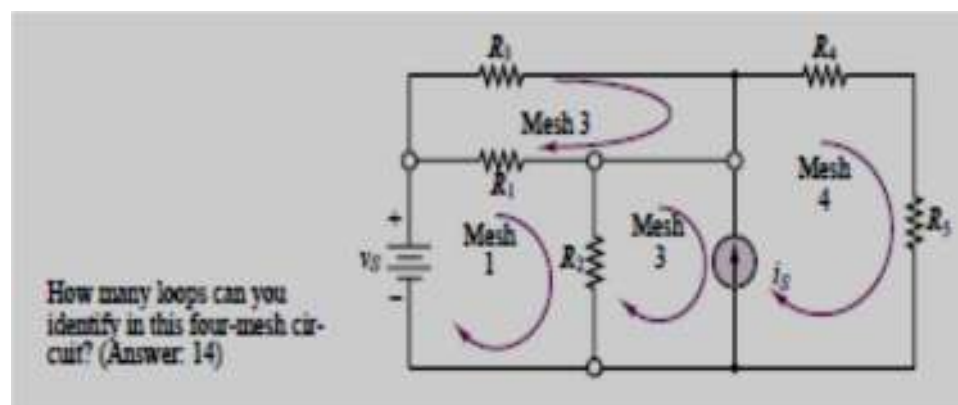 R₃
R₄
Mesh 3
R₁
Mesh
4
+
Mesh
1
vS
R₂
Mesh
3
iS
R₅
−
How many loops can you
identify in this four-mesh cir-
cuit? (Answer: 14)